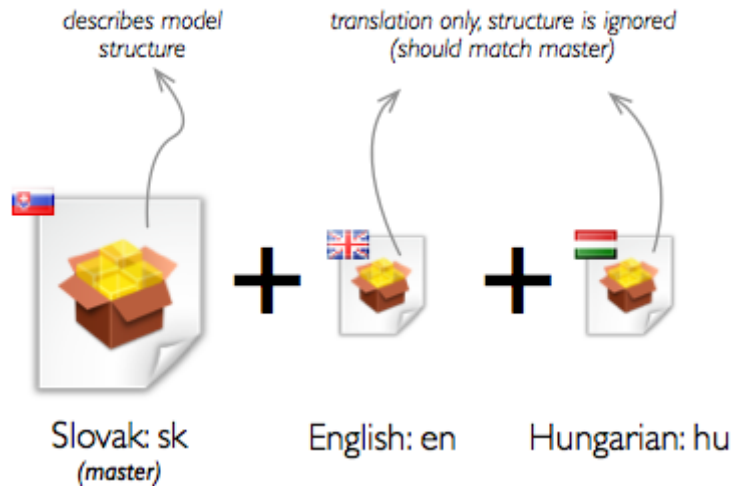 describes model
structure
translation only, structure is ignored
(should match master)
Slovak: sk
(master)
English: en
Hungarian: hu